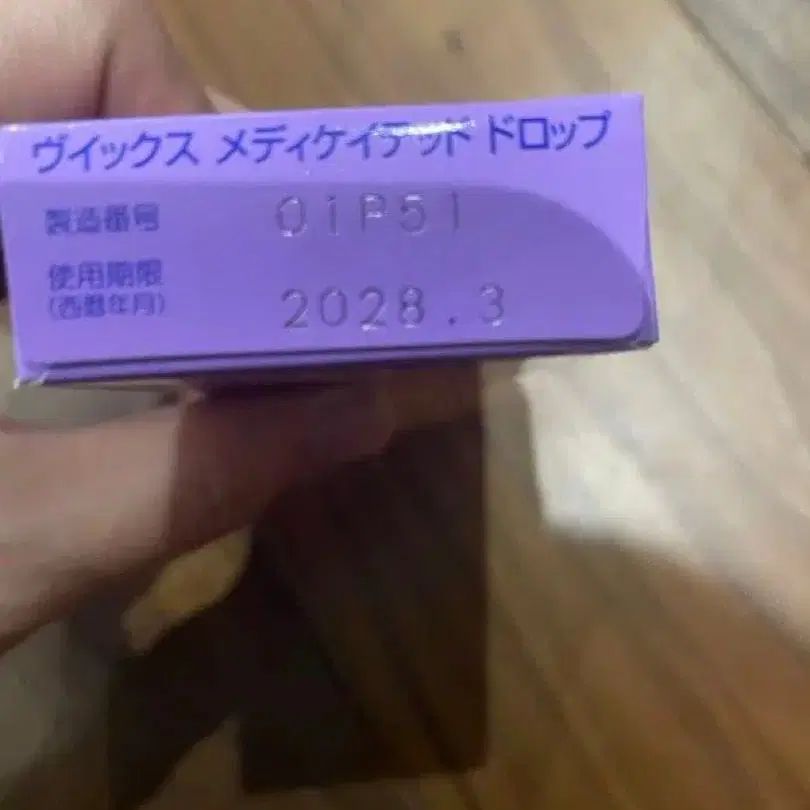 ヴイックス メディケイテッド ドロップ
製造番号 01P51
使用期限 2028.3
(西暦年月)